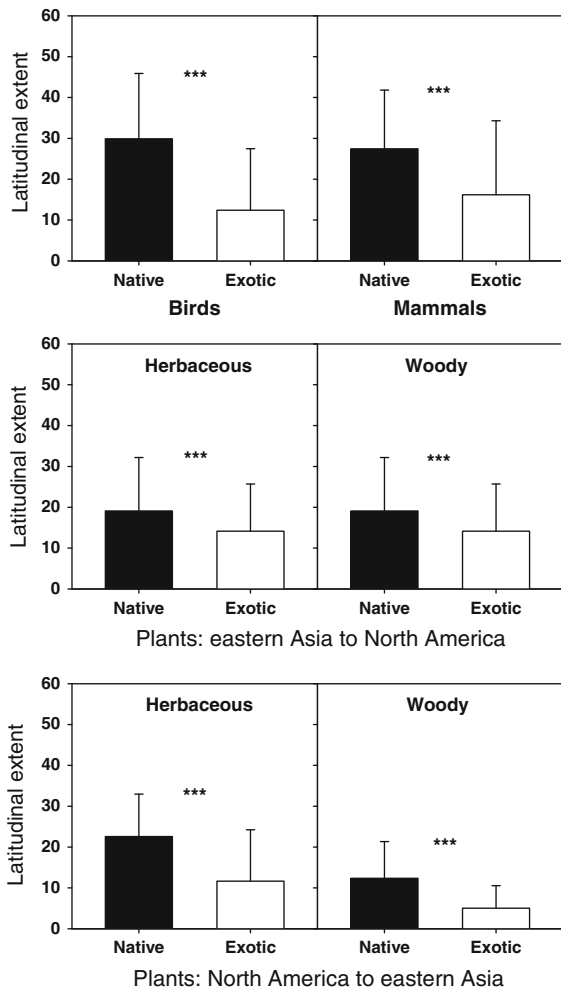 60
50
40
30
20
10
0
Latitudinal extent
***
***
Native Exotic Native Exotic
Birds Mammals
60
50
40
30
20
10
0
Latitudinal extent
Herbaceous Woody
***
***
Native Exotic Native Exotic
Plants: eastern Asia to North America
60
50
40
30
20
10
0
Latitudinal extent
Herbaceous Woody
***
***
Native Exotic Native Exotic
Plants: North America to eastern Asia